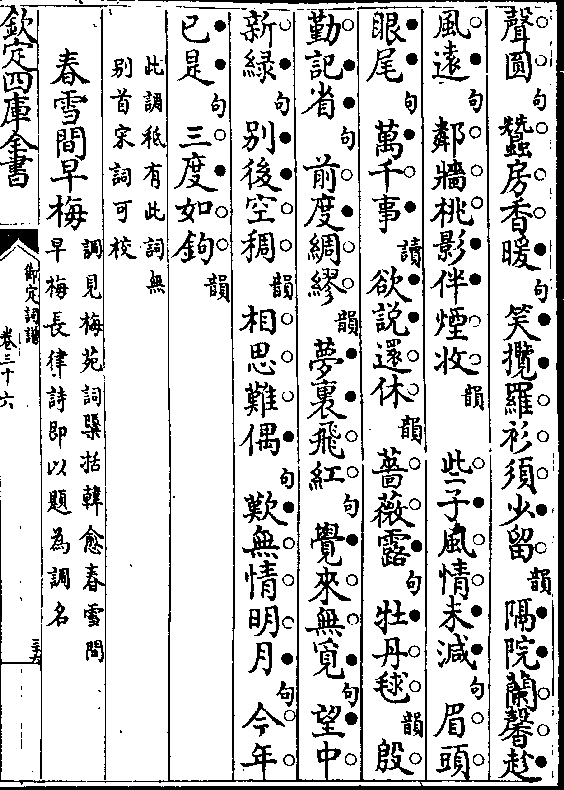 聲圓句蠶房香暖句笑攬羅衫須少留韻隔院蘭馨趁
風遠句鄰牆桃影伴煙收韻些子風情未減句眉頭
眼尾句萬千事讀欲說還休韻薔薇露句牡丹毬韻殷
勤記省句前度綢繆韻夢裏飛紅句覺來無覓句望中
新綠句別後空稠韻相思難偶句歎無情明月句今年
已是句三度如鉤韻
此調秪有此詞無
别首宋詞可校
春雪間早梅調見梅苑詞櫽括韓愈春雪間
早梅長律詩即以題為調名
欽定四庫全書
御定詞譜
卷三十六